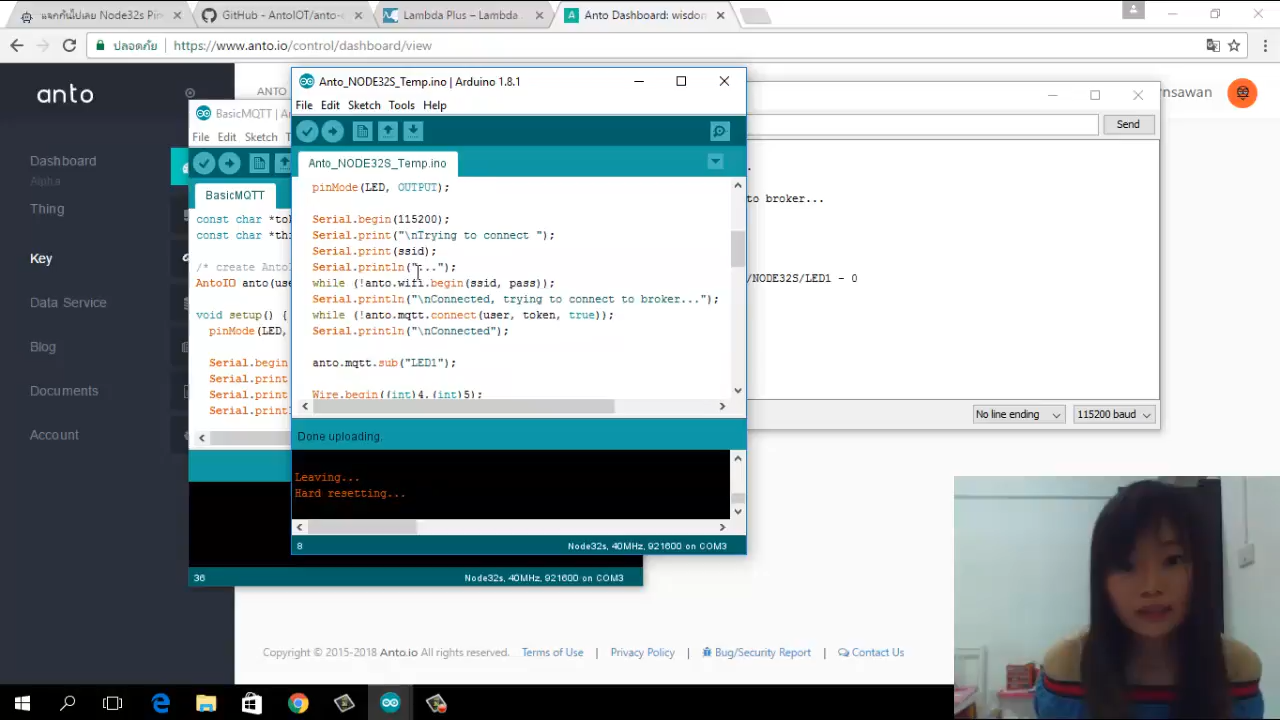 แจกกันไปเลย Node32s Pin
GitHub - AntoIOT/anto-e
Lambda Plus – Lambda
Anto Dashboard: wisdom
ปลอดภัย
https://www.anto.io/control/dashboard/view
anto
ANTO
rnsawan
Dashboard
Alpha
Thing
Key
Data Service
Blog
Documents
Account
BasicMQTT | A
File Edit Sketch T
BasicMQTT
const char *to
const char *th
/* create Anto
AntoIO anto(use
void setup() {
pinMode(LED,
Serial.begin
Serial.print
Serial.print
Serial.printl
36
Node32s, 40MHz, 921600 on COM3
Anto_NODE32S_Temp.ino | Arduino 1.8.1
File Edit Sketch Tools Help
Anto_NODE32S_Temp.ino
pinMode(LED, OUTPUT);
Serial.begin(115200);
Serial.print("\nTrying to connect ");
Serial.print(ssid);
Serial.println("...");
while (!anto.wifi.begin(ssid, pass));
Serial.println("\nConnected, trying to connect to broker...");
while (!anto.mqtt.connect(user, token, true));
Serial.println("\nConnected");
anto.mqtt.sub("LED1");
Wire.begin((int)4,(int)5);
Done uploading.
Leaving...
Hard resetting...
8
Node32s, 40MHz, 921600 on COM3
Send
.
to broker...
/NODE32S/LED1 - 0
No line ending
115200 baud
Copyright © 2015-2018 Anto.io All rights reserved. Terms of Use | Privacy Policy | Bug/Security Report | Contact Us